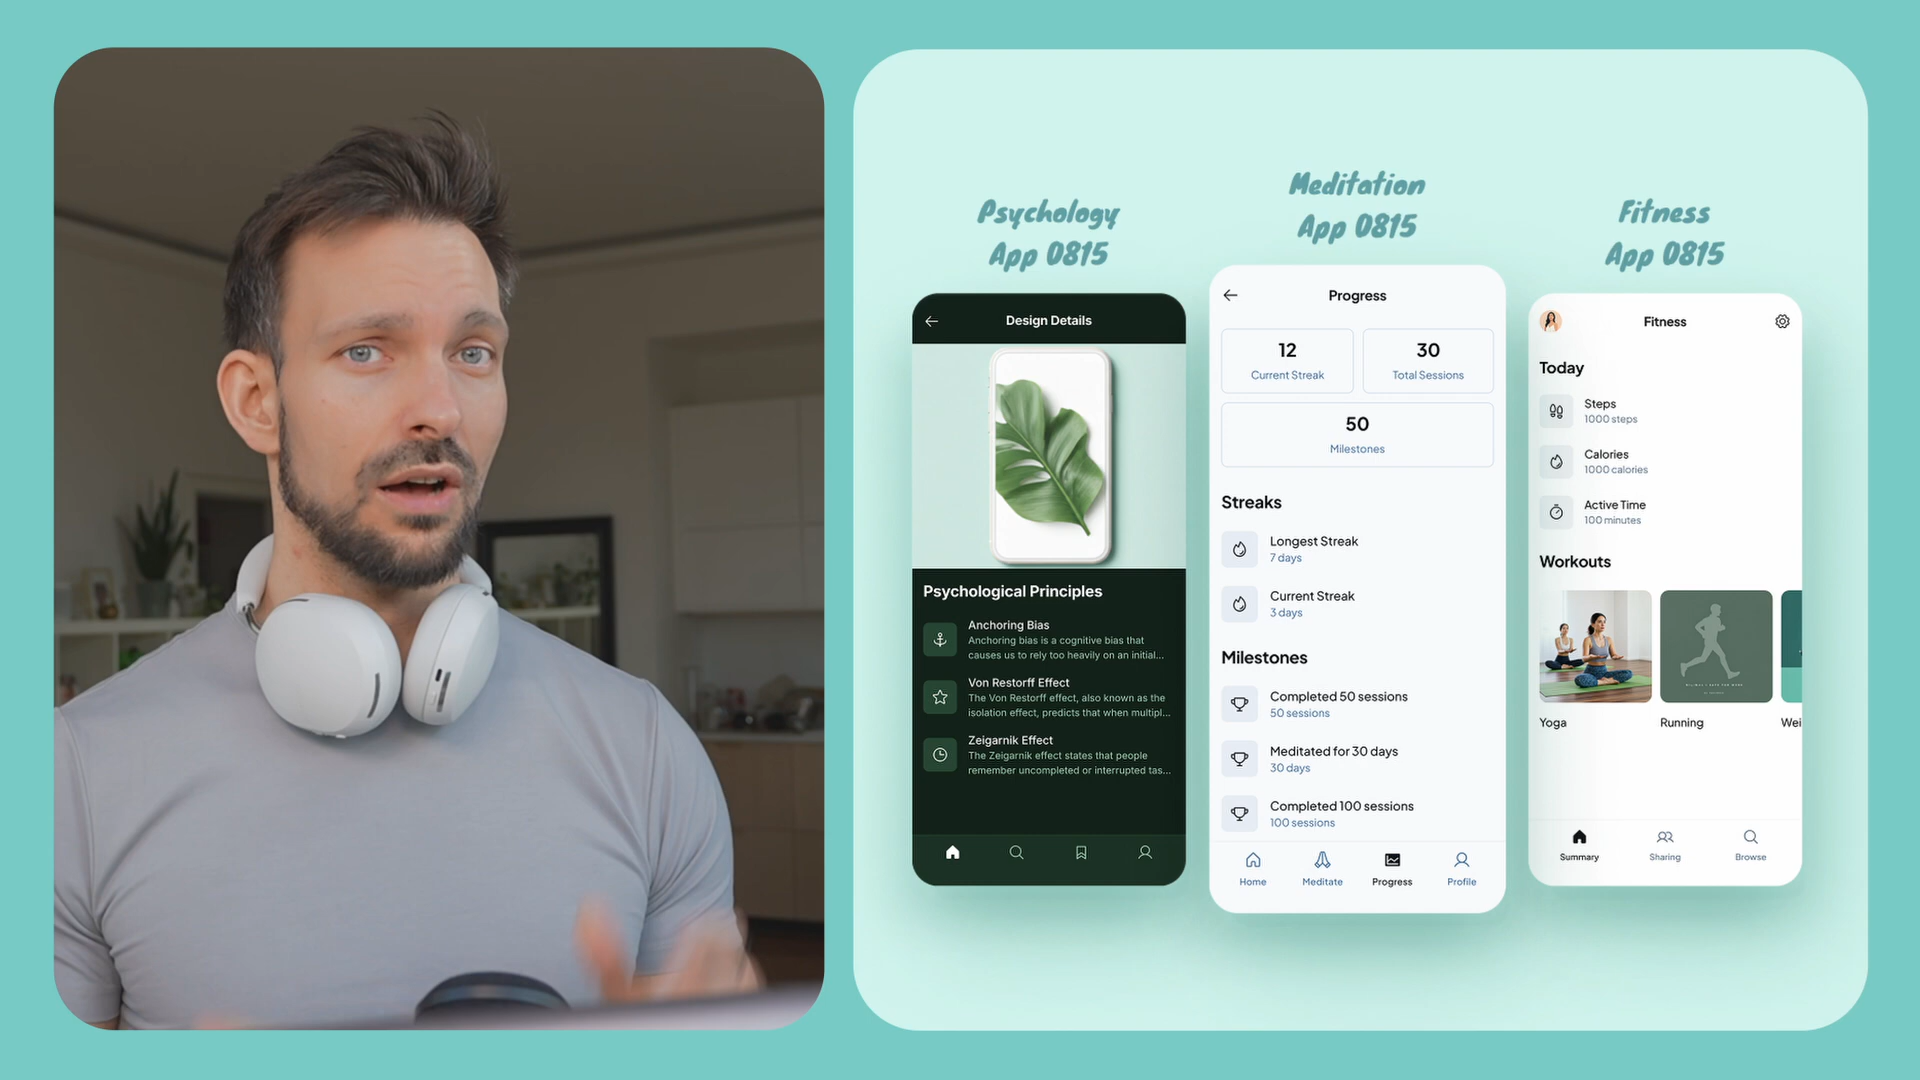 Psychology
App 0815
Design Details
Psychological Principles
Anchoring Bias
Anchoring bias is a cognitive bias that
causes us to rely too heavily on an initial...
Von Restorff Effect
The Von Restorff effect, also known as the
isolation effect, predicts that when multipl...
Zeigarnik Effect
The Zeigarnik effect states that people
remember uncompleted or interrupted tas...
Meditation
App 0815
Progress
12
Current Streak
30
Total Sessions
50
Milestones
Streaks
Longest Streak
7 days
Current Streak
3 days
Milestones
Completed 50 sessions
50 sessions
Meditated for 30 days
30 days
Completed 100 sessions
100 sessions
Home
Meditate
Progress
Profile
Fitness
App 0815
Fitness
Today
Steps
1000 steps
Calories
1000 calories
Active Time
100 minutes
Workouts
Yoga
Running
Wei
Summary
Sharing
Browse